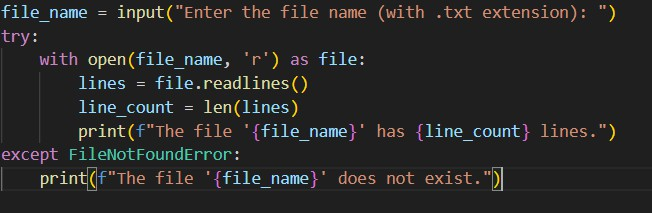 file_name = input("Enter the file name (with .txt extension): ")
try:
    with open(file_name, 'r') as file:
        lines = file.readlines()
        line_count = len(lines)
        print(f"The file '{file_name}' has {line_count} lines.")
except FileNotFoundError:
    print(f"The file '{file_name}' does not exist.")